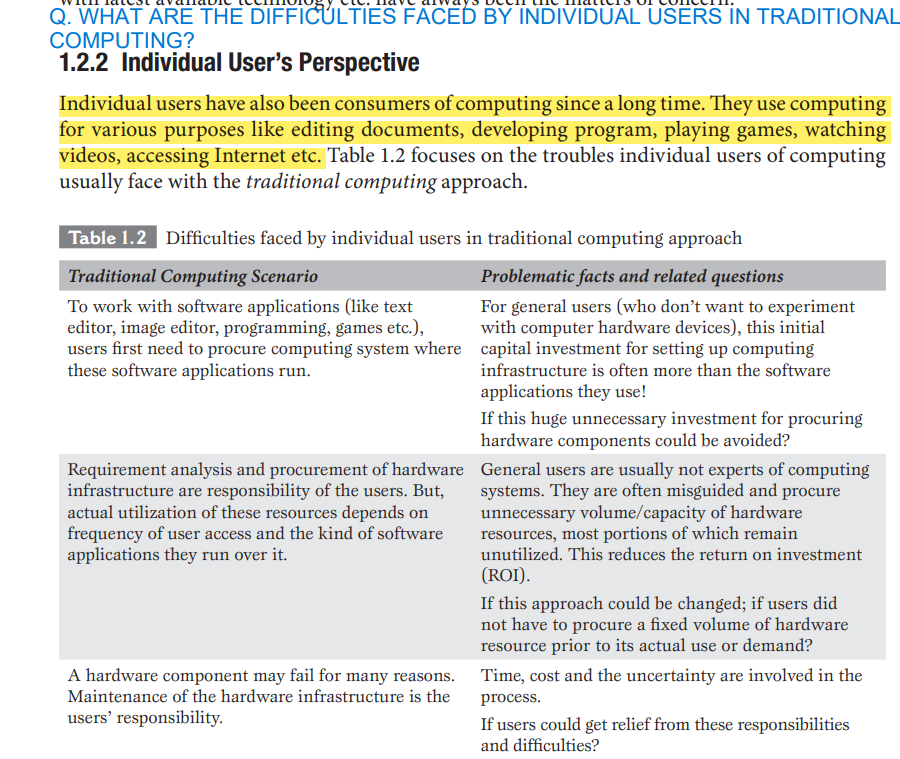 with latest available technology etc. have always been the matters of concern.
Q. WHAT ARE THE DIFFICULTIES FACED BY INDIVIDUAL USERS IN TRADITIONAL
COMPUTING?
1.2.2 Individual User's Perspective
Individual users have also been consumers of computing since a long time. They use computing
for various purposes like editing documents, developing program, playing games, watching
videos, accessing Internet etc. Table 1.2 focuses on the troubles individual users of computing
usually face with the traditional computing approach.
Table 1.2 Difficulties faced by individual users in traditional computing approach
Traditional Computing Scenario
Problematic facts and related questions
To work with software applications (like text
editor, image editor, programming, games etc.),
users first need to procure computing system where
these software applications run.
For general users (who don't want to experiment
with computer hardware devices), this initial
capital investment for setting up computing
infrastructure is often more than the software
applications they use!
If this huge unnecessary investment for procuring
hardware components could be avoided?
Requirement analysis and procurement of hardware
infrastructure are responsibility of the users. But,
actual utilization of these resources depends on
frequency of user access and the kind of software
applications they run over it.
General users are usually not experts of computing
systems. They are often misguided and procure
unnecessary volume/capacity of hardware
resources, most portions of which remain
unutilized. This reduces the return on investment
(ROI).
If this approach could be changed; if users did
not have to procure a fixed volume of hardware
resource prior to its actual use or demand?
A hardware component may fail for many reasons.
Maintenance of the hardware infrastructure is the
users' responsibility.
Time, cost and the uncertainty are involved in the
process.
If users could get relief from these responsibilities
and difficulties?